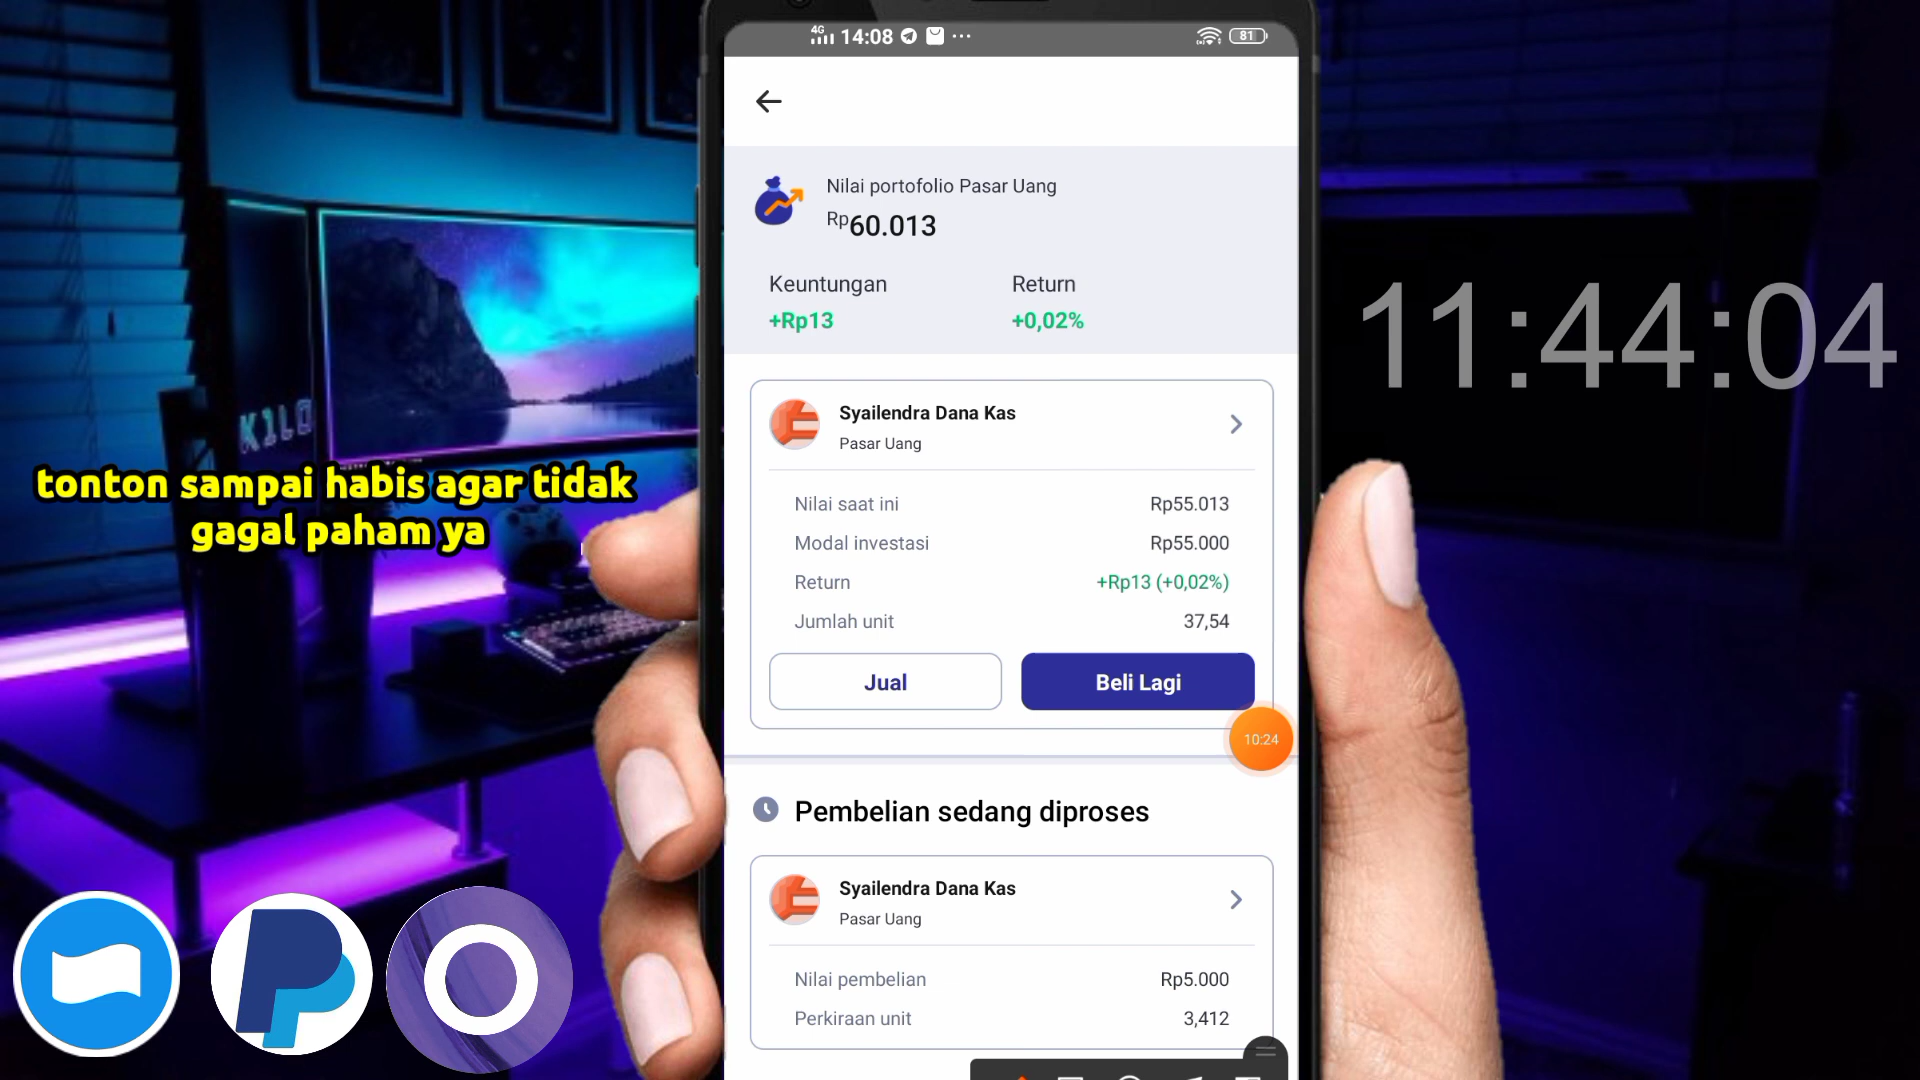 4G 14:08 ... 81
Nilai portofolio Pasar Uang
Rp60.013
Keuntungan Return
+Rp13 +0,02%
11:44:04
Syailendra Dana Kas
Pasar Uang
K1LO
tonton sampai habis agar tidak
gagal paham ya
Nilai saat ini Rp55.013
Modal investasi Rp55.000
Return +Rp13 (+0,02%)
Jumlah unit 37,54
Jual Beli Lagi
10:24
Pembelian sedang diproses
Syailendra Dana Kas
Pasar Uang
Nilai pembelian Rp5.000
Perkiraan unit 3,412